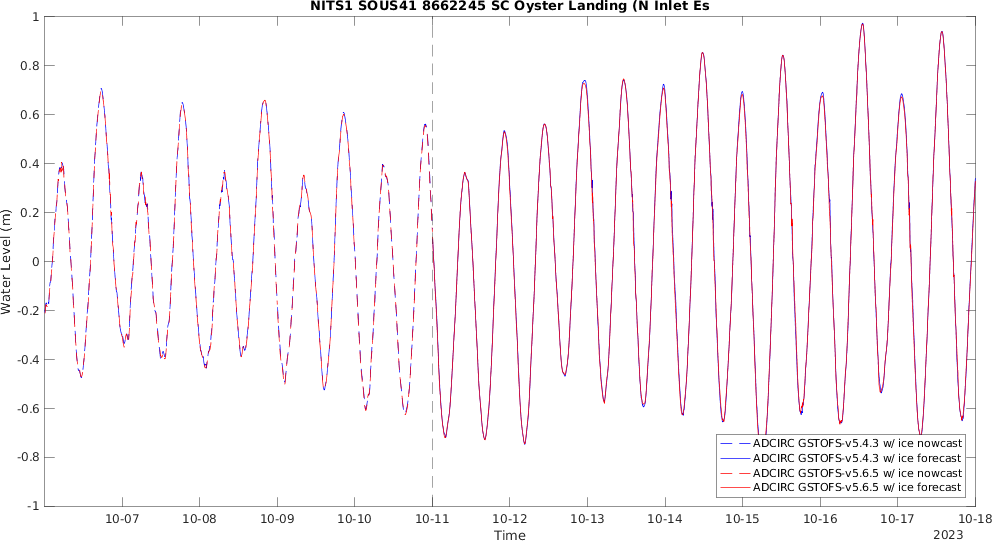 NITS1 SOUS41 8662245 SC Oyster Landing (N Inlet Es
1
0.8
0.6
0.4
0.2
0
-0.2
-0.4
-0.6
-0.8
-1
Water Level (m)
ADCIRC GSTOFS-v5.4.3 w/ ice nowcast
ADCIRC GSTOFS-v5.4.3 w/ ice forecast
ADCIRC GSTOFS-v5.6.5 w/ ice nowcast
ADCIRC GSTOFS-v5.6.5 w/ ice forecast
10-07 10-08 10-09 10-10 10-11 10-12 10-13 10-14 10-15 10-16 10-17 10-18
Time
2023